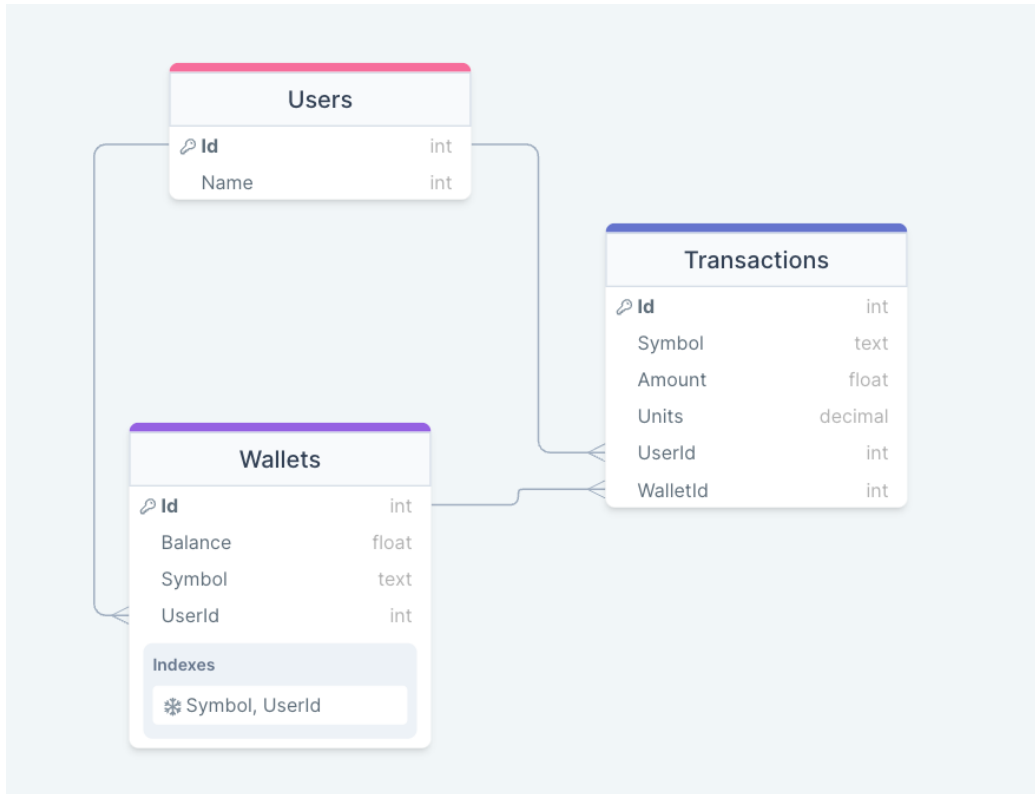 Users
Id int
Name int
Transactions
Id int
Symbol text
Amount float
Units decimal
UserId int
WalletId int
Wallets
Id int
Balance float
Symbol text
UserId int
Indexes
Symbol, UserId